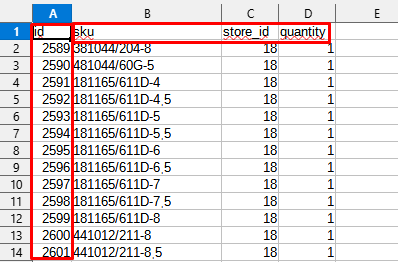 A B C D E
1 id sku store_id quantity
2 2589 381044/204-8 18 1
3 2590 481044/60G-5 18 1
4 2591 181165/611D-4 18 1
5 2592 181165/611D-4,5 18 1
6 2593 181165/611D-5 18 1
7 2594 181165/611D-5,5 18 1
8 2595 181165/611D-6 18 1
9 2596 181165/611D-6,5 18 1
10 2597 181165/611D-7 18 1
11 2598 181165/611D-7,5 18 1
12 2599 181165/611D-8 18 1
13 2600 441012/211-8 18 1
14 2601 441012/211-8,5 18 1